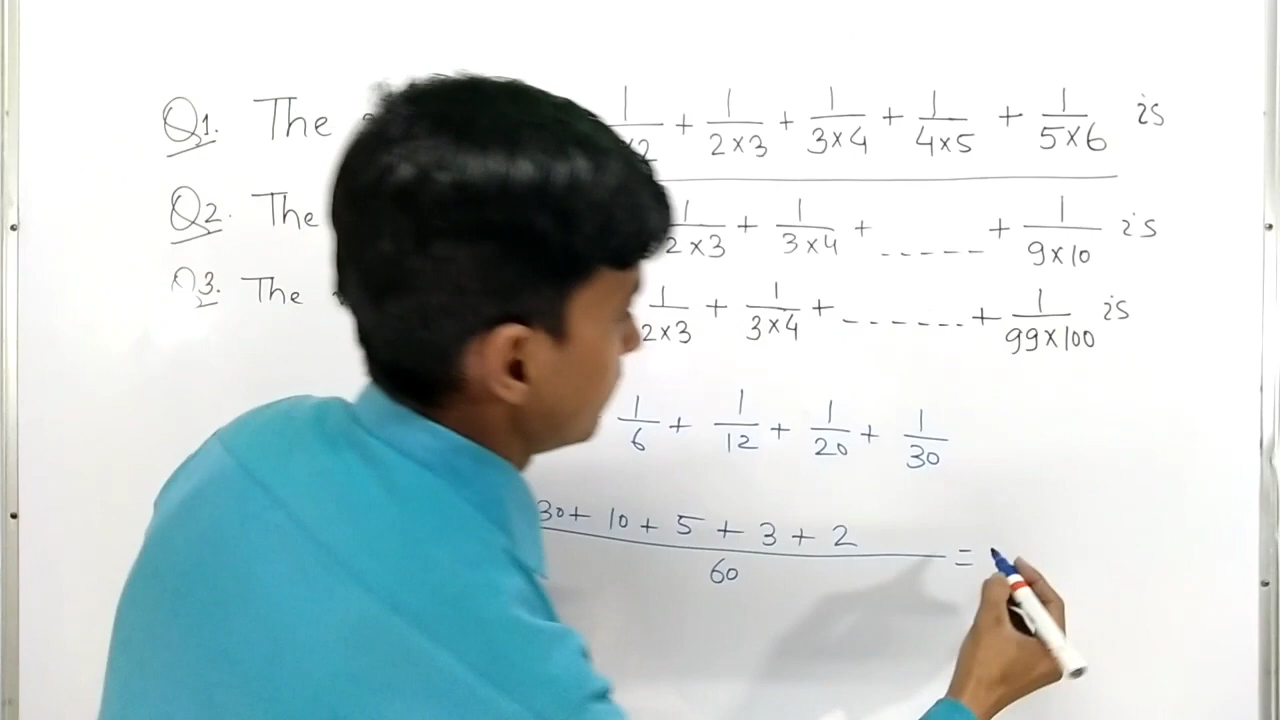 Q1. The 1/×2 + 1/2×3 + 1/3×4 + 1/4×5 + 1/5×6 is
Q2. The 1/2×3 + 1/3×4 + ------ + 1/9×10 is
Q3. The 1/2×3 + 1/3×4 + ------- + 1/99×100 is
1/6 + 1/12 + 1/20 + 1/30
30 + 10 + 5 + 3 + 2 / 60 =